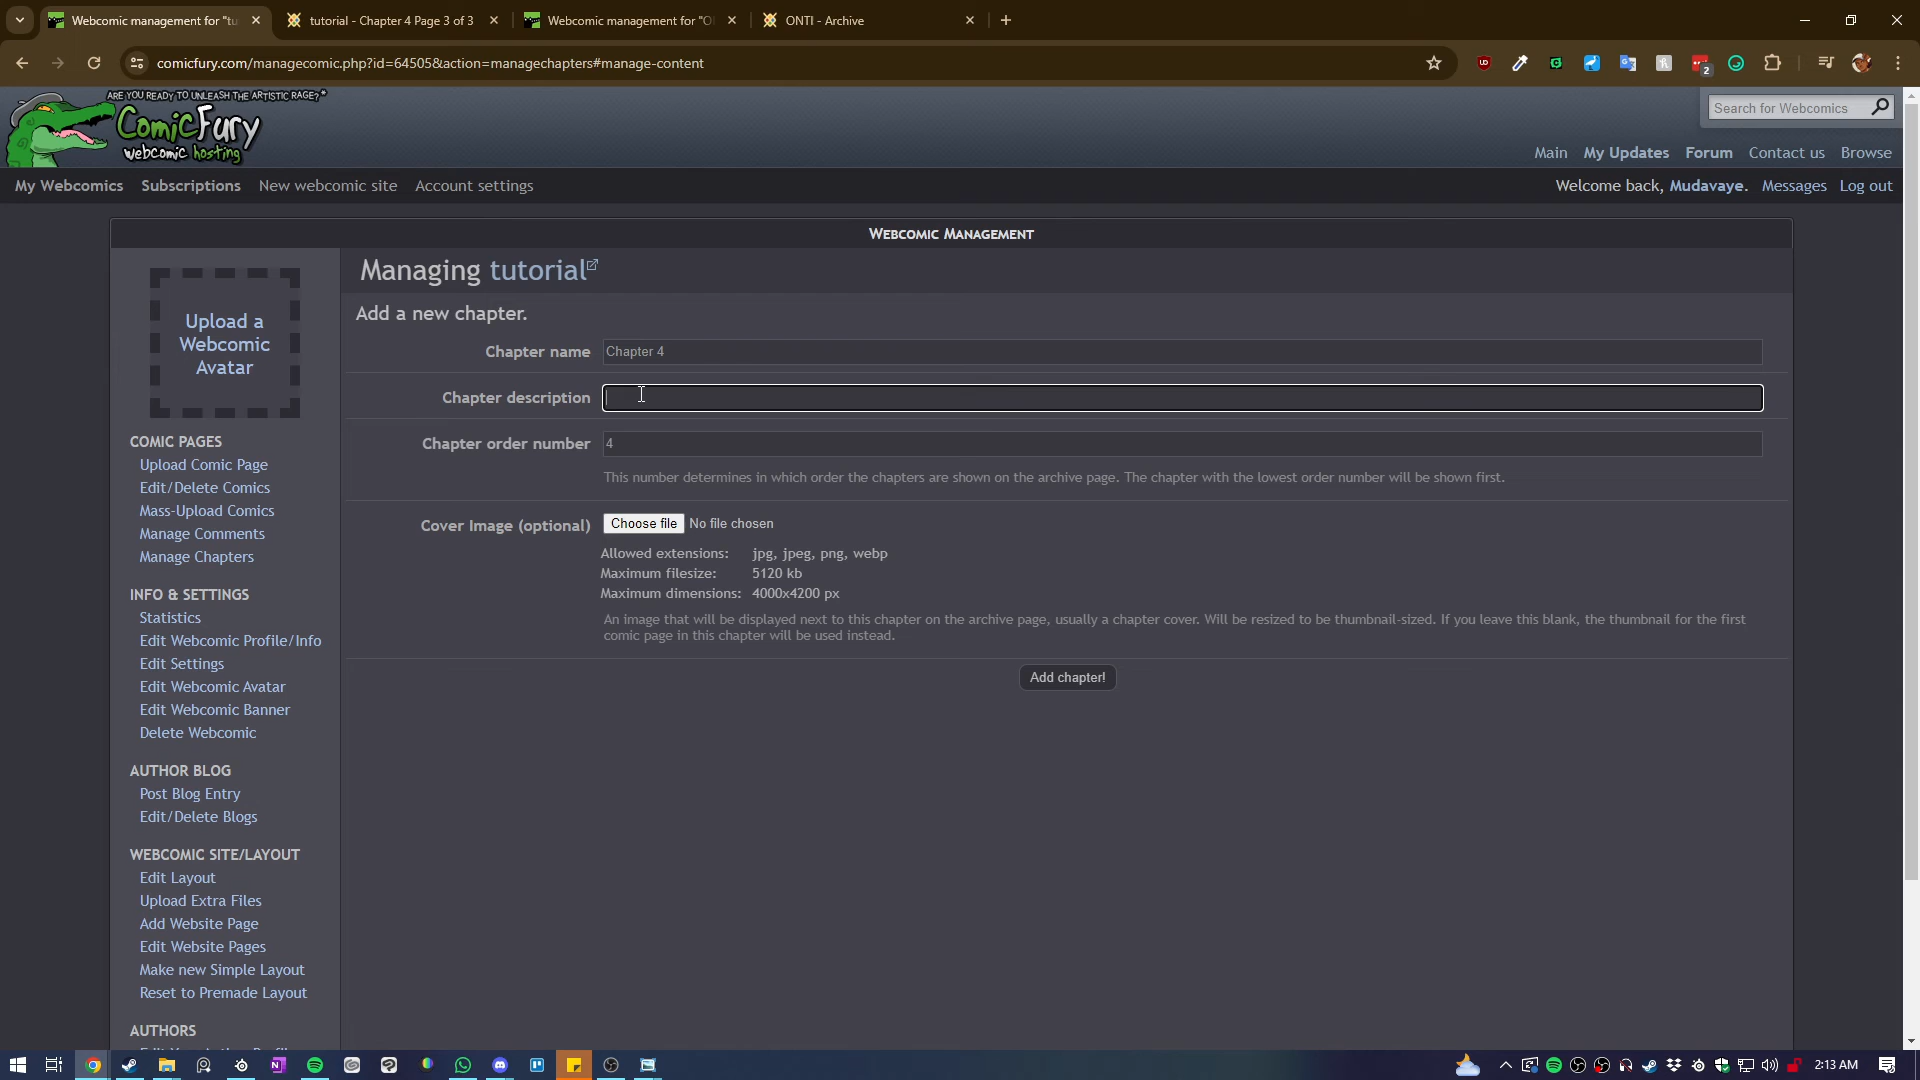 Webcomic management for "tu
tutorial - Chapter 4 Page 3 of 3
Webcomic management for "O
ONTI - Archive
comicfury.com/managecomic.php?id=64505&action=managechapters#manage-content
2
ARE YOU READY TO UNLEASH THE ARTISTIC RAGE?*
ComicFury
webcomic hosting
Search for Webcomics
Main My Updates Forum Contact us Browse
My Webcomics Subscriptions New webcomic site Account settings
Welcome back, Mudavaye. Messages Log out
Webcomic Management
Upload a
Webcomic
Avatar
COMIC PAGES
Upload Comic Page
Edit/Delete Comics
Mass-Upload Comics
Manage Comments
Manage Chapters
INFO & SETTINGS
Statistics
Edit Webcomic Profile/Info
Edit Settings
Edit Webcomic Avatar
Edit Webcomic Banner
Delete Webcomic
AUTHOR BLOG
Post Blog Entry
Edit/Delete Blogs
WEBCOMIC SITE/LAYOUT
Edit Layout
Upload Extra Files
Add Website Page
Edit Website Pages
Make new Simple Layout
Reset to Premade Layout
AUTHORS
Managing tutorial
Add a new chapter.
Chapter name Chapter 4
Chapter description
Chapter order number 4
This number determines in which order the chapters are shown on the archive page. The chapter with the lowest order number will be shown first.
Cover Image (optional) Choose file No file chosen
Allowed extensions: jpg, jpeg, png, webp
Maximum filesize: 5120 kb
Maximum dimensions: 4000x4200 px
An image that will be displayed next to this chapter on the archive page, usually a chapter cover. Will be resized to be thumbnail-sized. If you leave this blank, the thumbnail for the first
comic page in this chapter will be used instead.
Add chapter!
2:13 AM